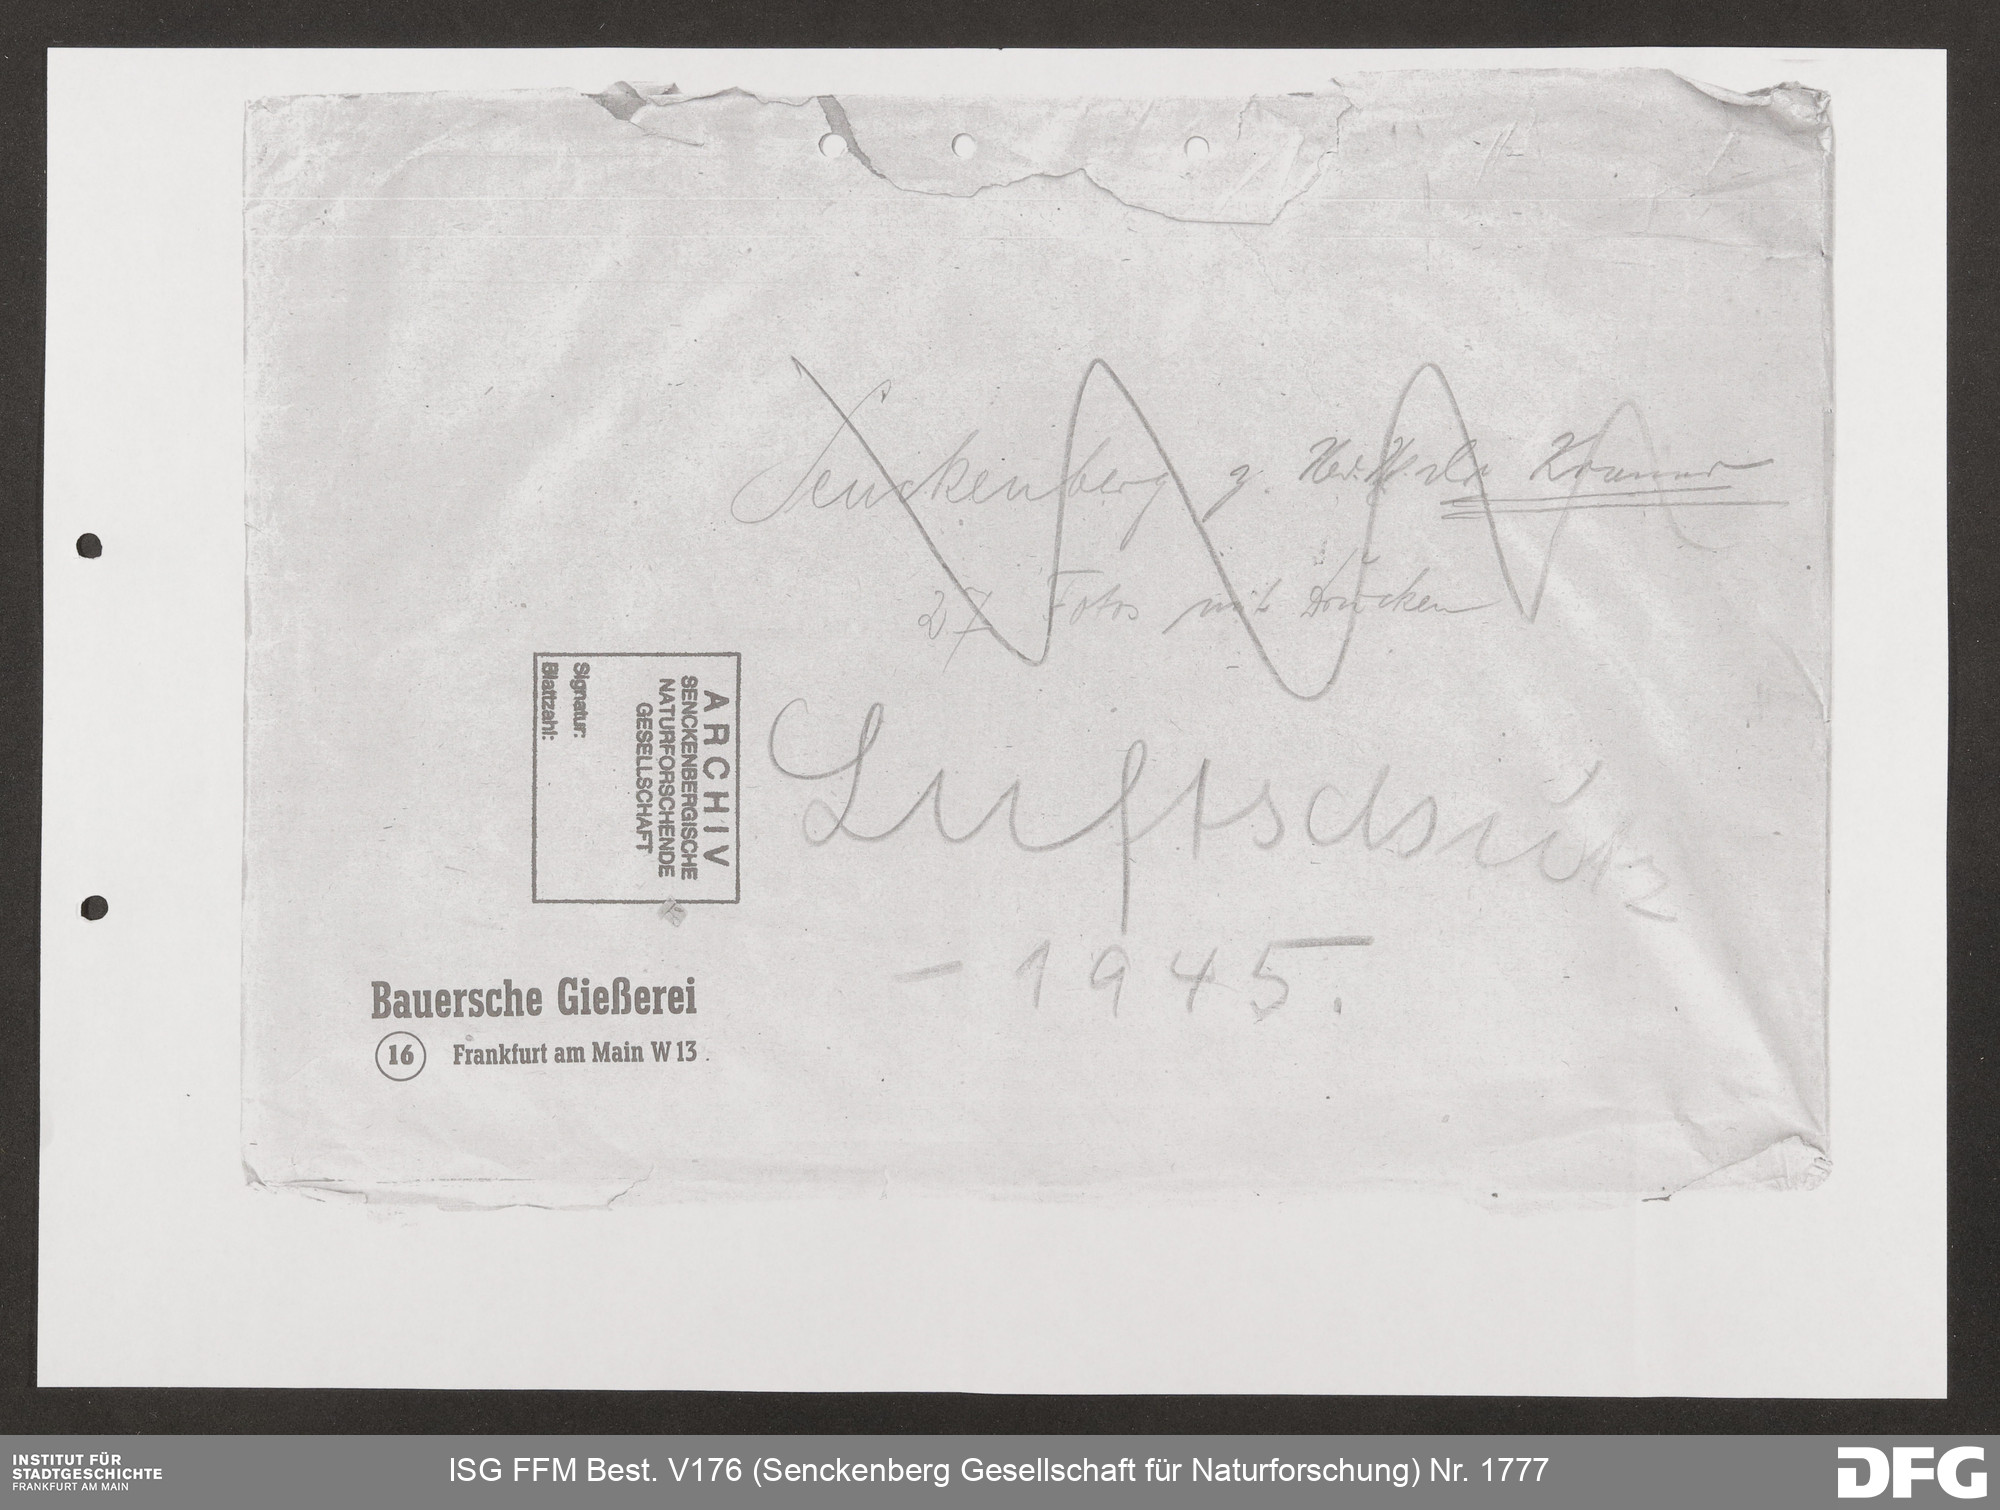 Senckenberg z. Kramer
27 Fotos mit Drucken
ARCHIV
SENCKENBERGISCHE
NATURFORSCHENDE
GESELLSCHAFT
Signatur:
Blattzahl:
Luftschutz
- 1945.
Bauersche Gießerei
16 Frankfurt am Main W 13
INSTITUT FÜR
STADTGESCHICHTE
FRANKFURT AM MAIN
ISG FFM Best. V176 (Senckenberg Gesellschaft für Naturforschung) Nr. 1777
DFG